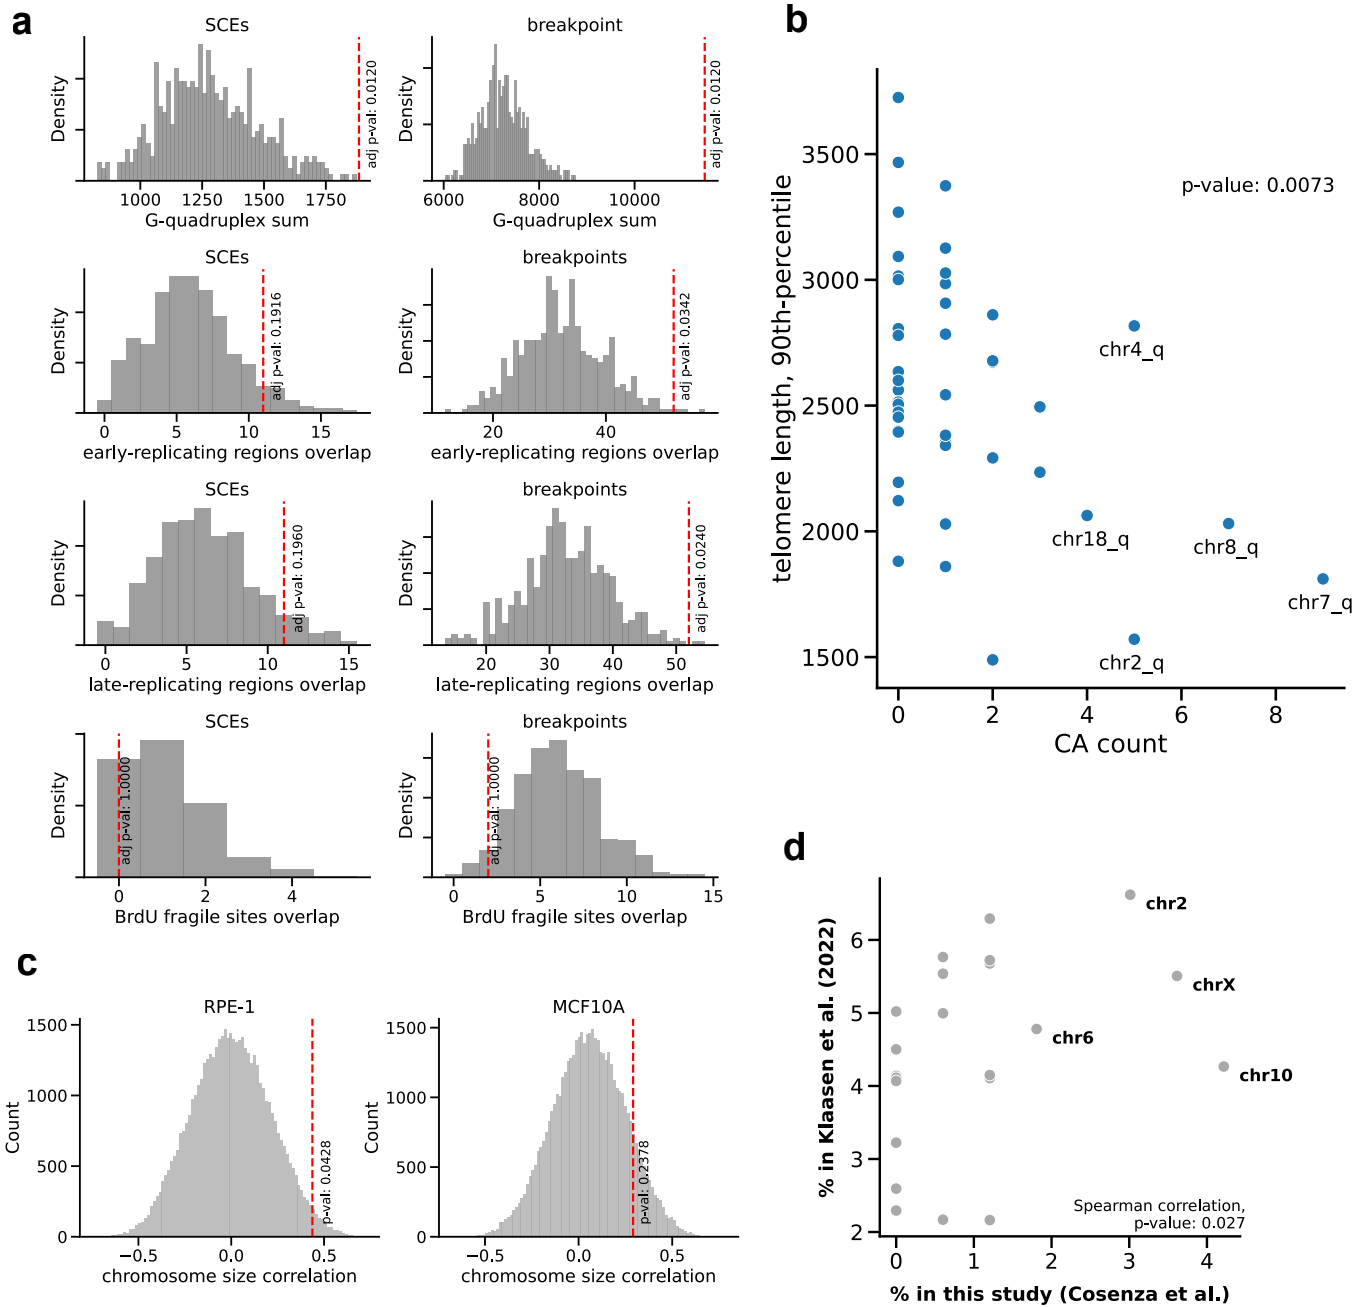 a
SCEs
Density
adj p-val: 0.0120
1000 1250 1500 1750
G-quadruplex sum
breakpoint
Density
adj p-val: 0.0120
6000 8000 10000
G-quadruplex sum
SCEs
Density
adj p-val: 0.1916
0 5 10 15
early-replicating regions overlap
breakpoints
Density
adj p-val: 0.0342
20 40
early-replicating regions overlap
SCEs
Density
adj p-val: 0.1960
0 5 10 15
late-replicating regions overlap
breakpoints
Density
adj p-val: 0.0240
20 30 40 50
late-replicating regions overlap
SCEs
Density
adj p-val: 1.0000
0 2 4
BrdU fragile sites overlap
breakpoints
Density
adj p-val: 1.0000
0 5 10 15
BrdU fragile sites overlap
b
telomere length, 90th-percentile
3500
3000
2500
2000
1500
p-value: 0.0073
chr4_q
chr18_q
chr8_q
chr7_q
chr2_q
0 2 4 6 8
CA count
c
RPE-1
Count
1500
1000
500
0
p-val: 0.0428
−0.5 0.0 0.5
chromosome size correlation
MCF10A
Count
1500
1000
500
0
p-val: 0.2378
−0.5 0.0 0.5
chromosome size correlation
d
% in Klaasen et al. (2022)
6
5
4
3
2
chr2
chrX
chr6
chr10
Spearman correlation,
p-value: 0.027
0 1 2 3 4
% in this study (Cosenza et al.)